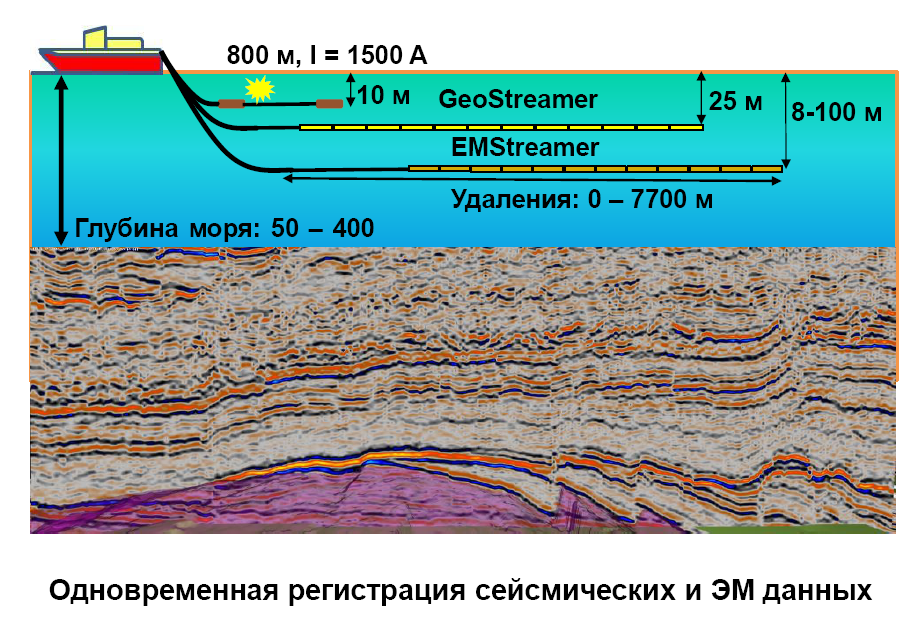 800 м, I = 1500 A
10 м
GeoStreamer
25 м
8-100 м
EMStreamer
Удаления: 0 – 7700 м
Глубина моря: 50 – 400
Одновременная регистрация сейсмических и ЭМ данных